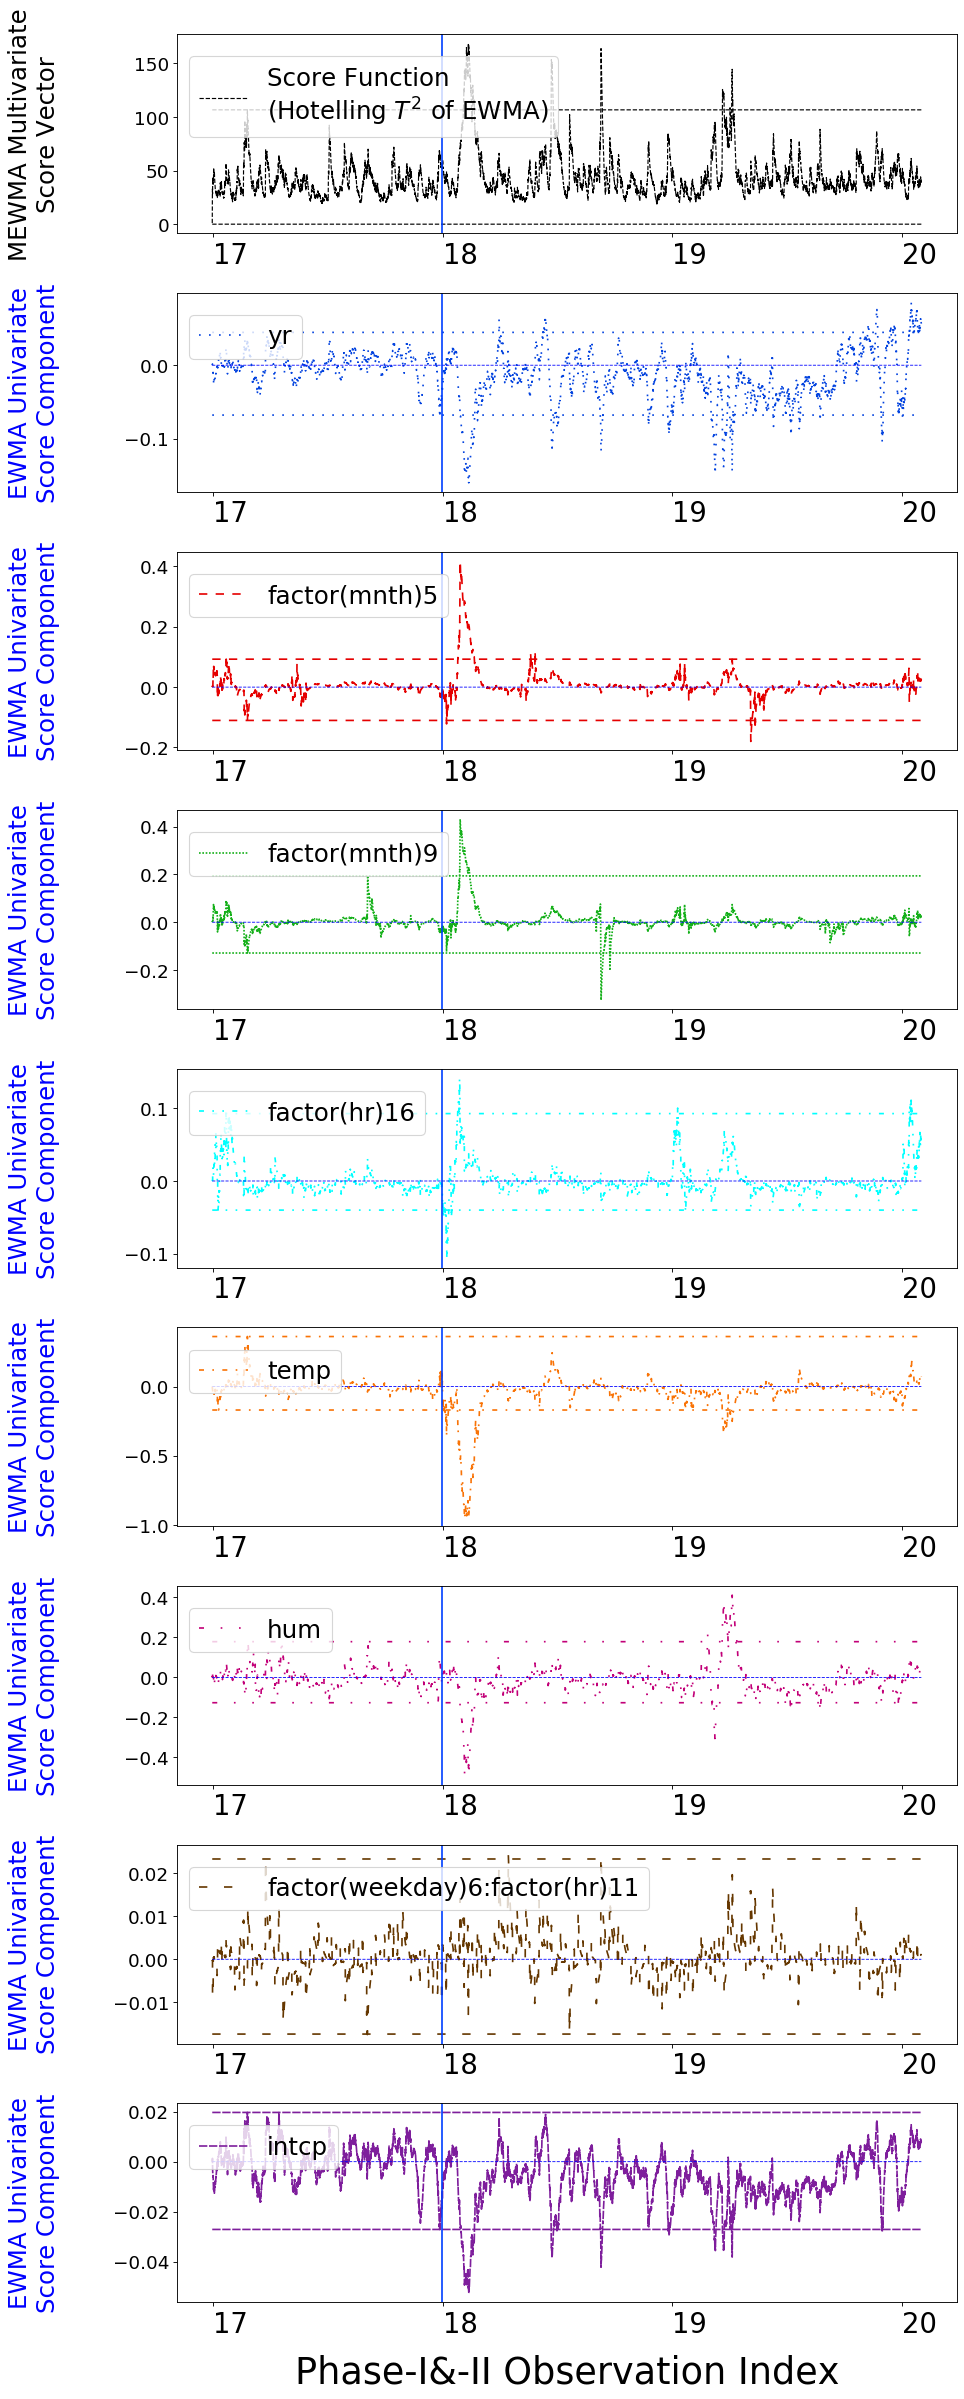 MEWMA Multivariate
Score Vector
150
100
50
0
Score Function
(Hotelling T² of EWMA)
17 18 19 20
EWMA Univariate
Score Component
0.0
−0.1
yr
17 18 19 20
EWMA Univariate
Score Component
0.4
0.2
0.0
−0.2
factor(mnth)5
17 18 19 20
EWMA Univariate
Score Component
0.4
0.2
0.0
−0.2
factor(mnth)9
17 18 19 20
EWMA Univariate
Score Component
0.1
0.0
−0.1
factor(hr)16
17 18 19 20
EWMA Univariate
Score Component
0.0
−0.5
−1.0
temp
17 18 19 20
EWMA Univariate
Score Component
0.4
0.2
0.0
−0.2
−0.4
hum
17 18 19 20
EWMA Univariate
Score Component
0.02
0.01
0.00
−0.01
factor(weekday)6:factor(hr)11
17 18 19 20
EWMA Univariate
Score Component
0.02
0.00
−0.02
−0.04
intcp
17 18 19 20
Phase-I&-II Observation Index